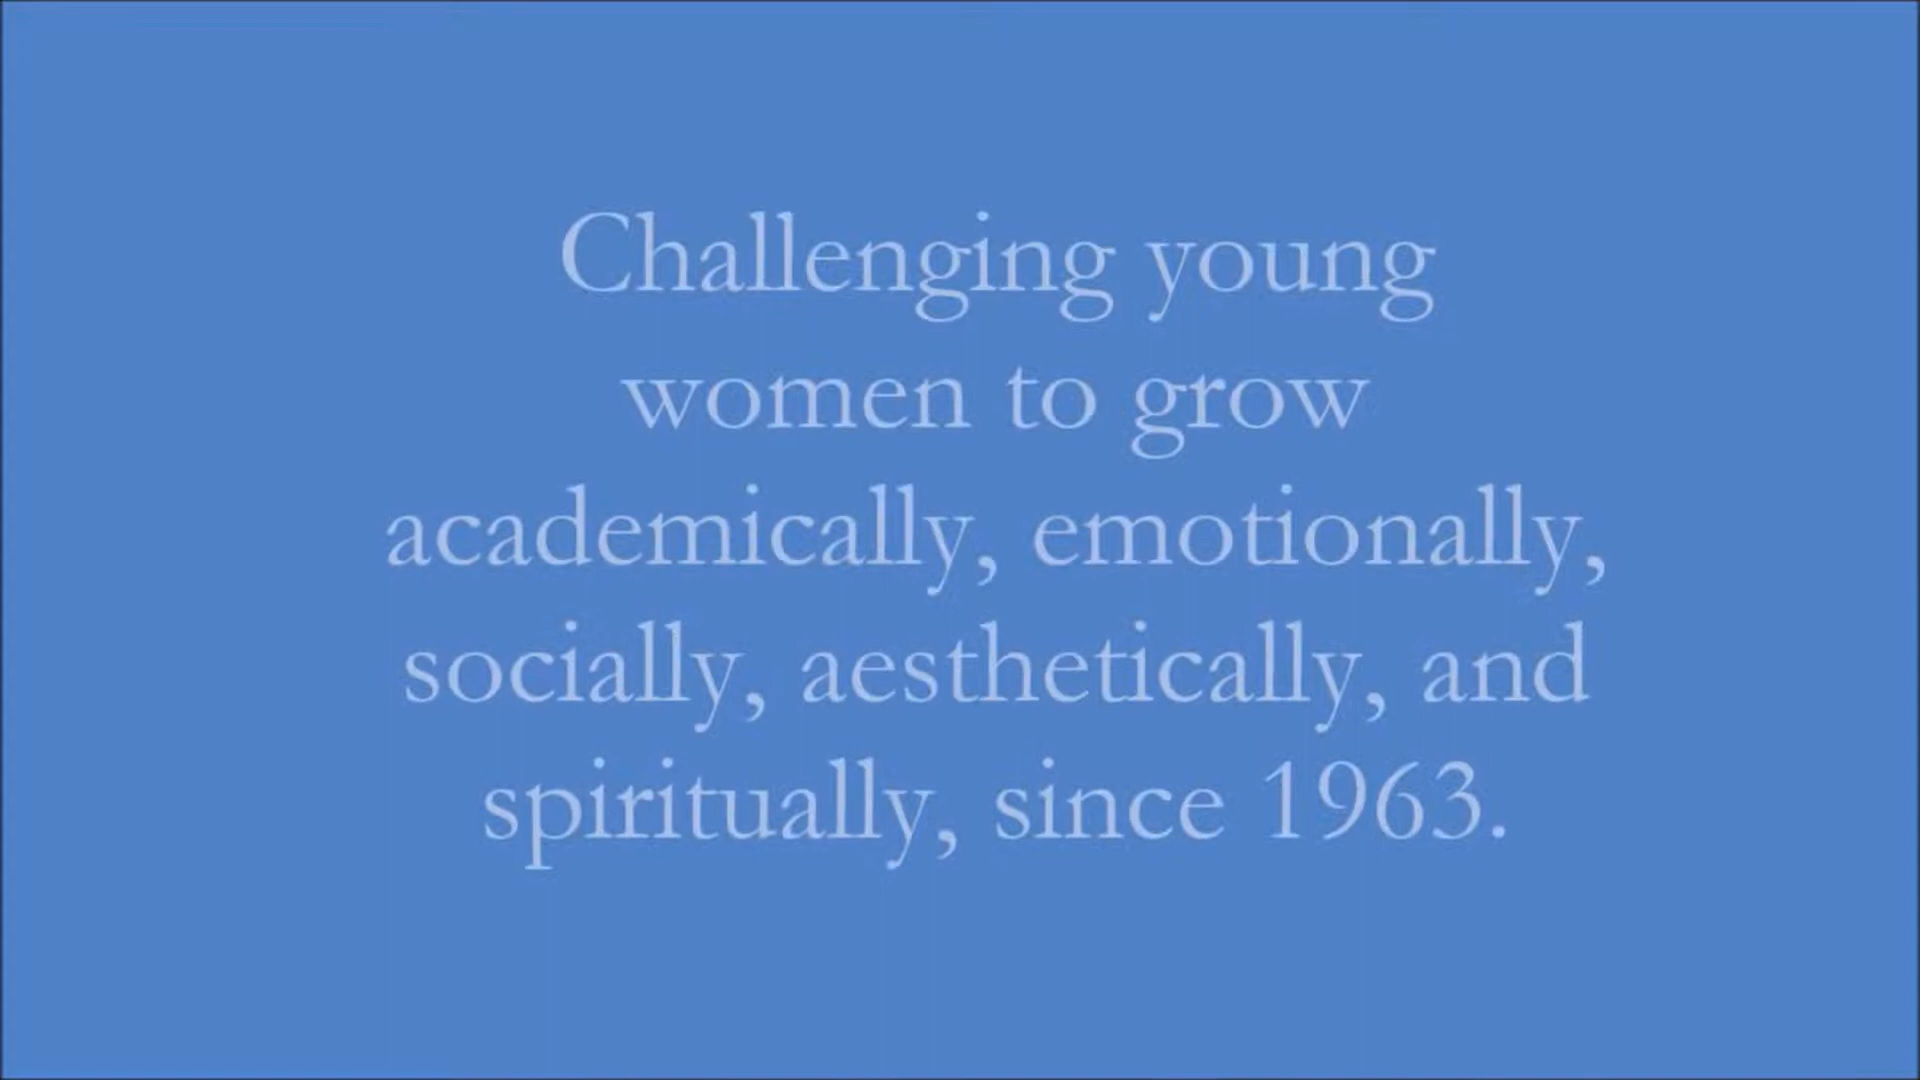 Challenging young
women to grow
academically, emotionally,
socially, aesthetically, and
spiritually, since 1963.